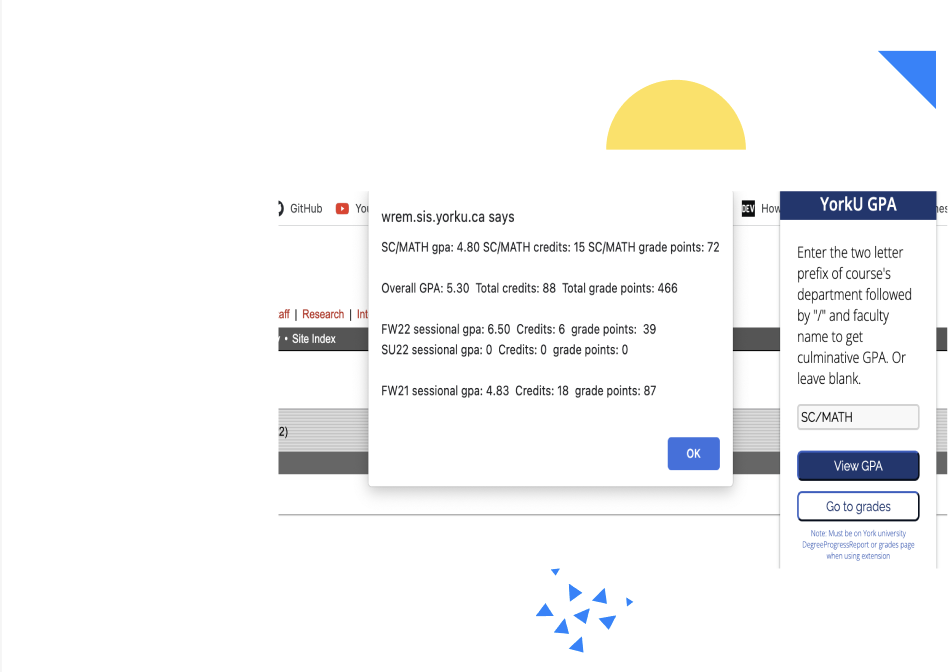 GitHub
wrem.sis.yorku.ca says
DEV
SC/MATH gpa: 4.80 SC/MATH credits: 15 SC/MATH grade points: 72
Overall GPA: 5.30 Total credits: 88 Total grade points: 466
FW22 sessional gpa: 6.50 Credits: 6 grade points: 39
SU22 sessional gpa: 0 Credits: 0 grade points: 0
FW21 sessional gpa: 4.83 Credits: 18 grade points: 87
OK
aff | Research | Int
• Site Index
2)
YorkU GPA
Enter the two letter
prefix of course's
department followed
by "/" and faculty
name to get
culminative GPA. Or
leave blank.
SC/MATH
View GPA
Go to grades
Note: Must be on York university
DegreeProgressReport or grades page
when using extension